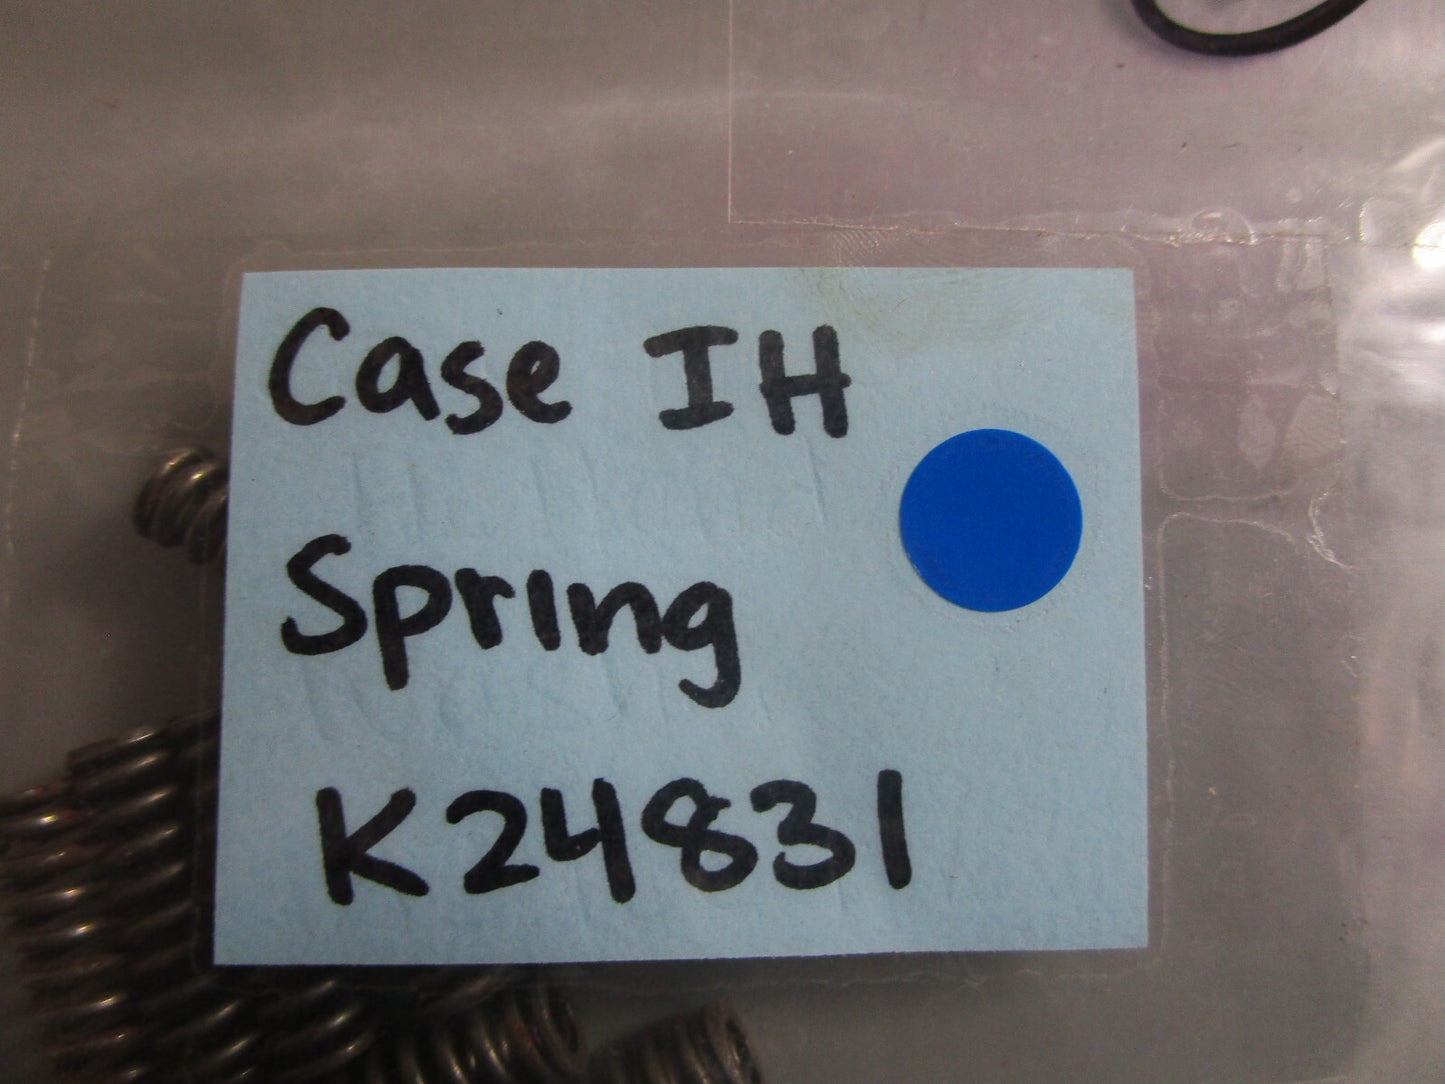 Case IH
Spring
K24831